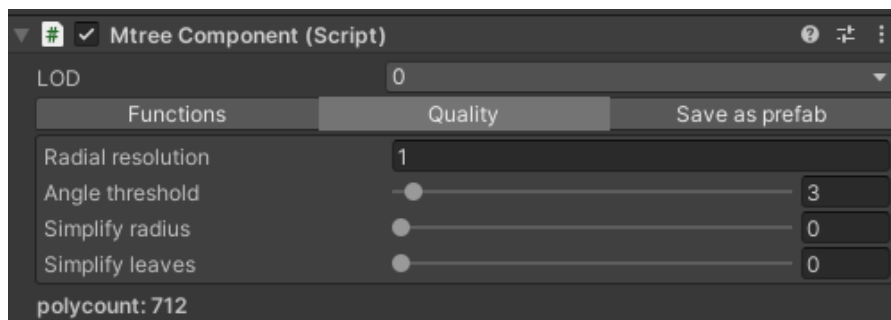 Mtree Component (Script)
LOD 0
Functions Quality Save as prefab
Radial resolution 1
Angle threshold 3
Simplify radius 0
Simplify leaves 0
polycount: 712